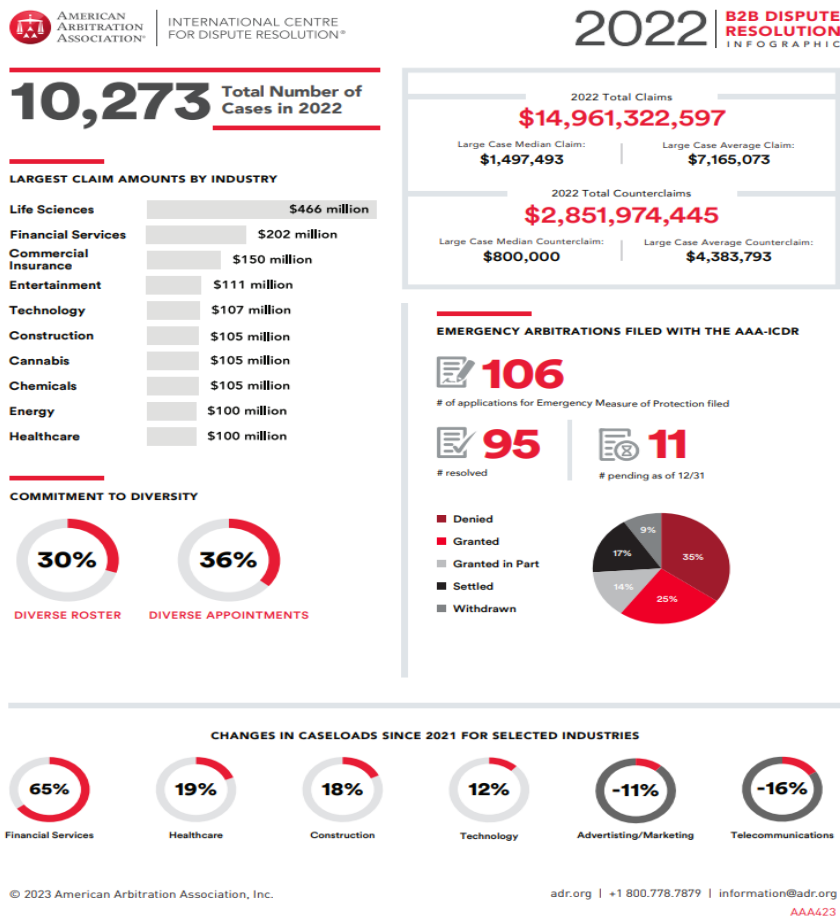 AMERICAN
ARBITRATION
ASSOCIATION®
INTERNATIONAL CENTRE
FOR DISPUTE RESOLUTION®
2022
B2B DISPUTE
RESOLUTION
INFOGRAPHIC
10,273
Total Number of
Cases in 2022
LARGEST CLAIM AMOUNTS BY INDUSTRY
Life Sciences $466 million
Financial Services $202 million
Commercial
Insurance $150 million
Entertainment $111 million
Technology $107 million
Construction $105 million
Cannabis $105 million
Chemicals $105 million
Energy $100 million
Healthcare $100 million
COMMITMENT TO DIVERSITY
30% 36%
DIVERSE ROSTER DIVERSE APPOINTMENTS
2022 Total Claims
$14,961,322,597
Large Case Median Claim: Large Case Average Claim:
$1,497,493 $7,165,073
2022 Total Counterclaims
$2,851,974,445
Large Case Median Counterclaim: Large Case Average Counterclaim:
$800,000 $4,383,793
EMERGENCY ARBITRATIONS FILED WITH THE AAA-ICDR
106
# of applications for Emergency Measure of Protection filed
95 11
# resolved # pending as of 12/31
Denied
Granted
Granted in Part
Settled
Withdrawn
9%
17% 35%
14%
25%
CHANGES IN CASELOADS SINCE 2021 FOR SELECTED INDUSTRIES
65% 19% 18% 12% -11% -16%
Financial Services Healthcare Construction Technology Advertisting/Marketing Telecommunications
© 2023 American Arbitration Association, Inc. adr.org | +1 800.778.7879 | information@adr.org
AAA423